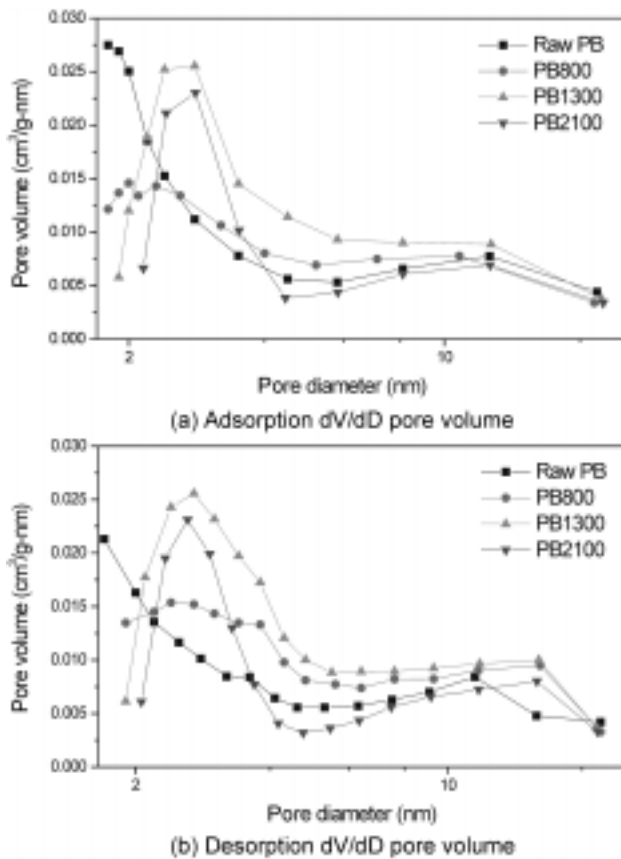 0.030
0.025
0.020
0.015
0.010
0.005
0.000
Pore volume (cm³/g-nm)
Raw PB
PB800
PB1300
PB2100
2
10
Pore diameter (nm)
(a) Adsorption dV/dD pore volume
0.030
0.025
0.020
0.015
0.010
0.005
0.000
Pore volume (cm³/g-nm)
Raw PB
PB800
PB1300
PB2100
2
10
Pore diameter (nm)
(b) Desorption dV/dD pore volume